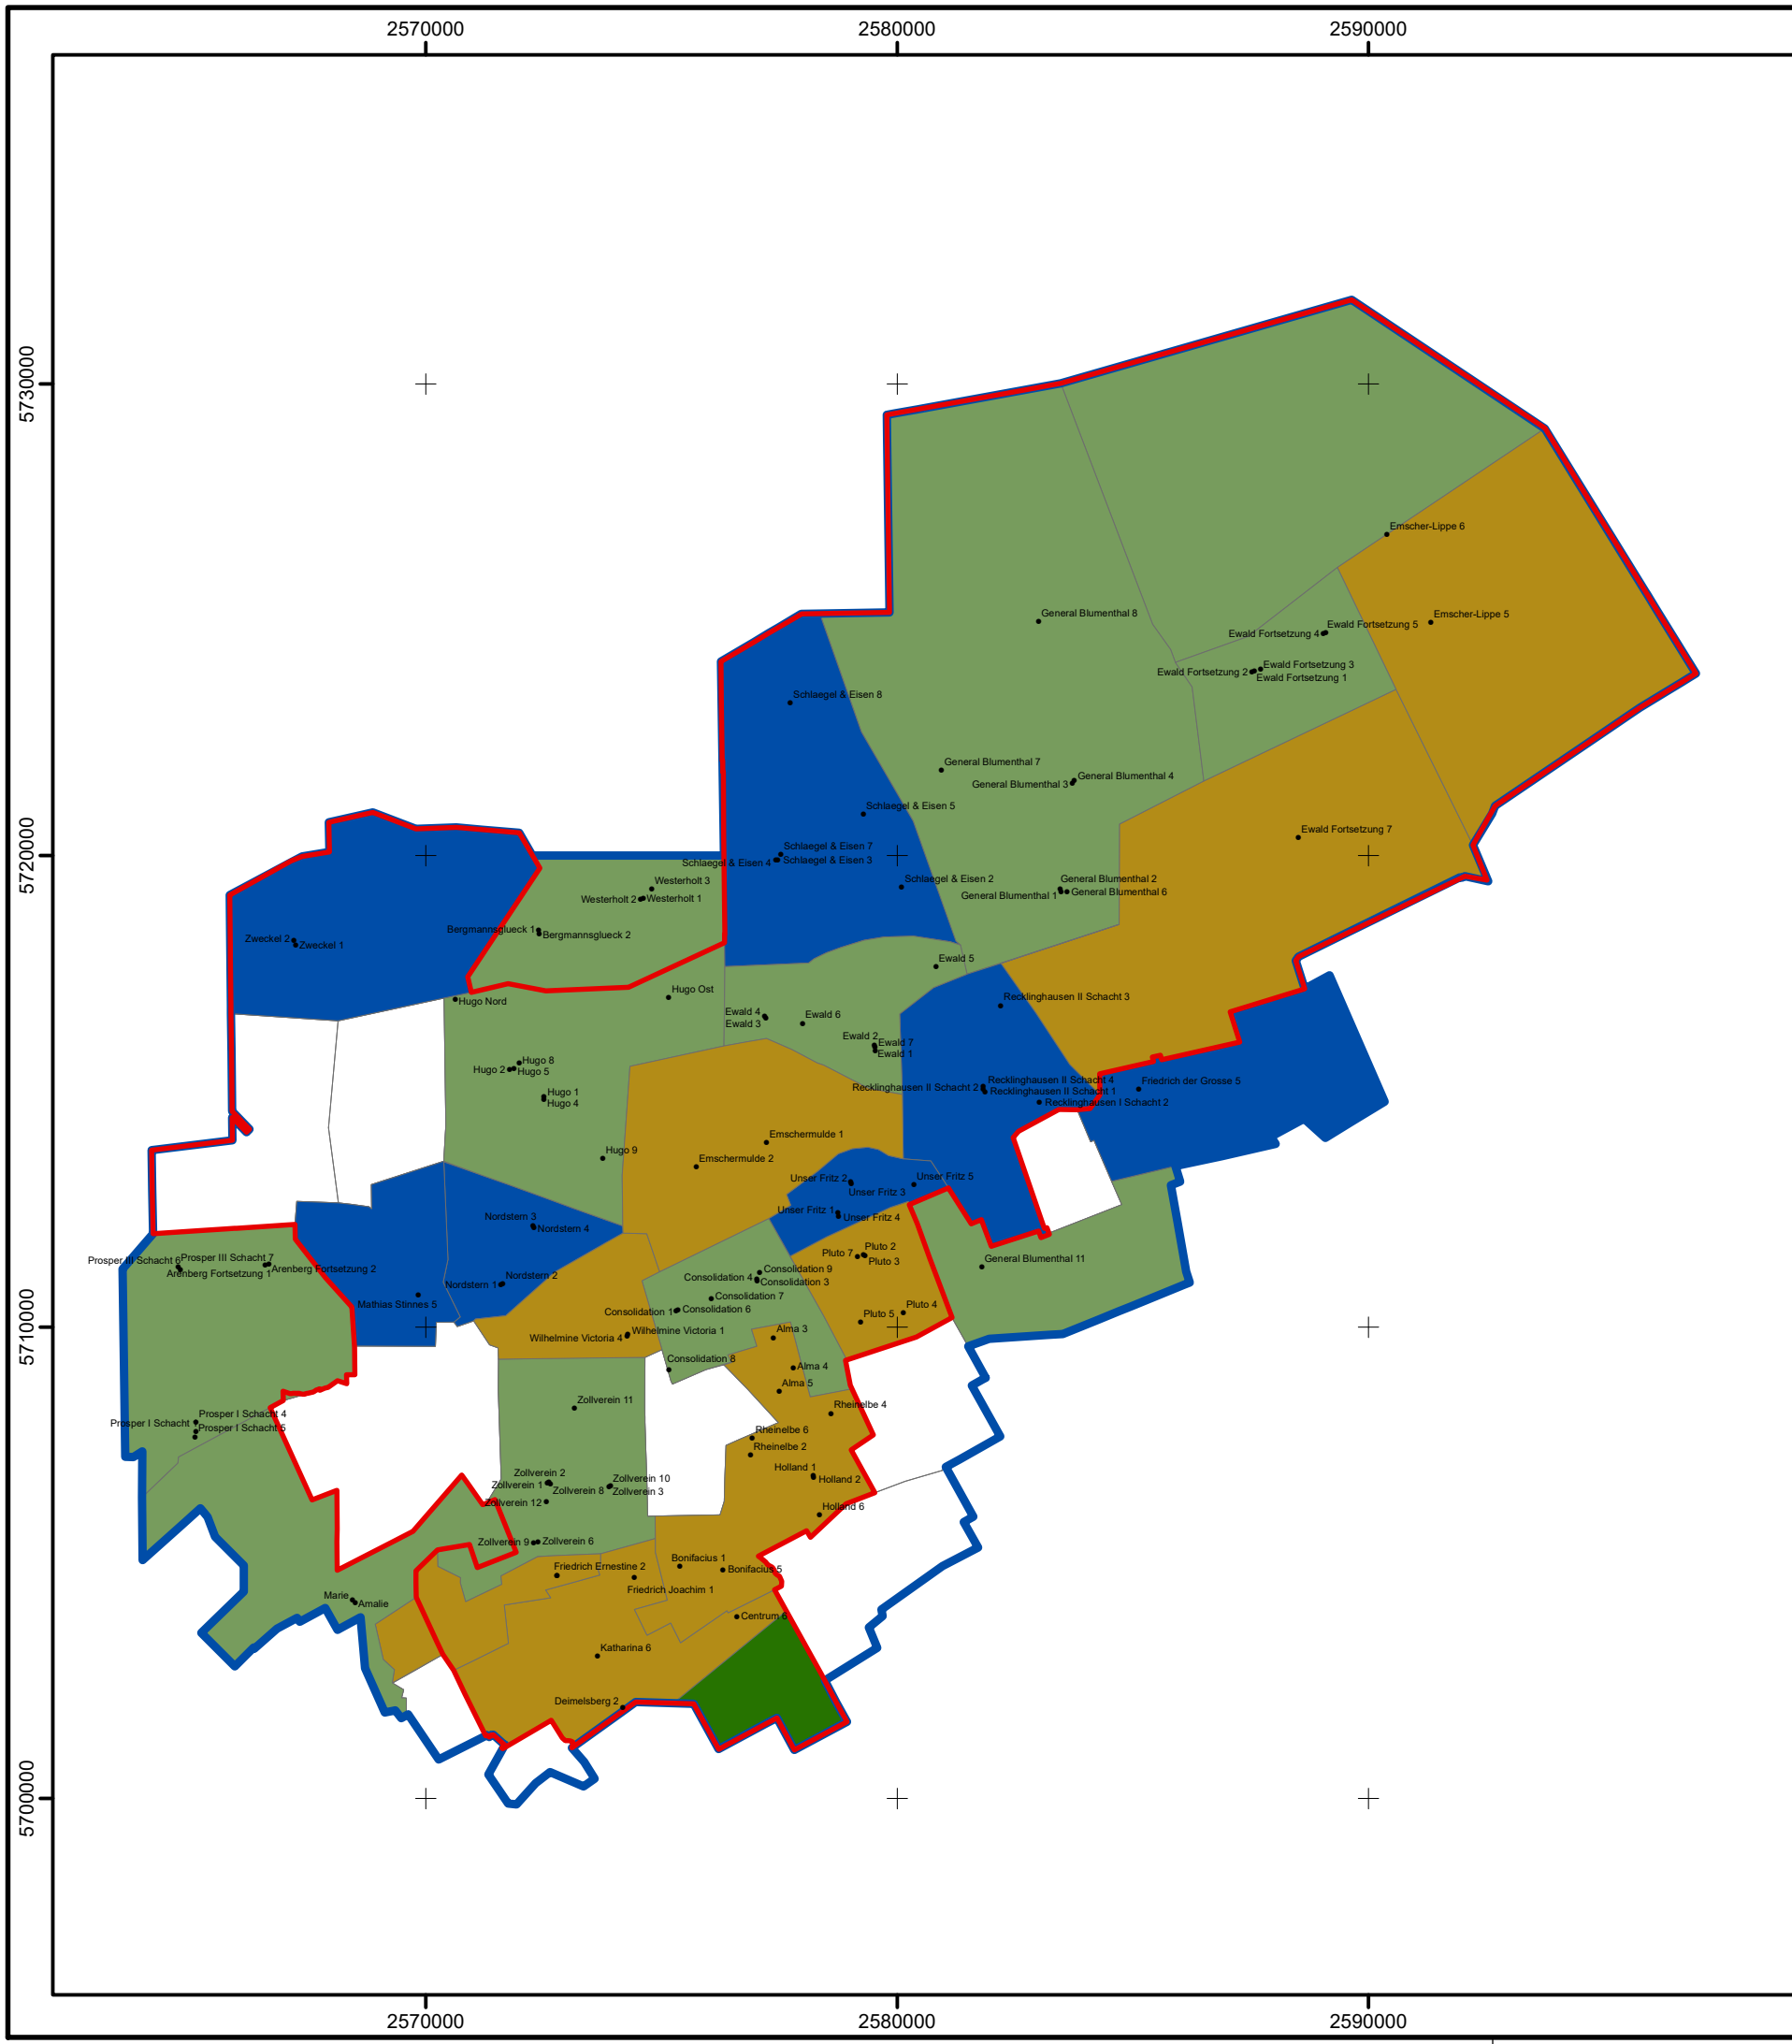 2570000
2580000
2590000
5730000
Emscher-Lippe 6
General Blumenthal 8
Emscher-Lippe 5
Ewald Fortsetzung 5
Ewald Fortsetzung 4
Ewald Fortsetzung 3
Ewald Fortsetzung 2
Ewald Fortsetzung 1
Schlaegel & Eisen 8
General Blumenthal 7
General Blumenthal 4
General Blumenthal 3
Schlaegel & Eisen 5
Ewald Fortsetzung 7
5720000
Schlaegel & Eisen 7
Schlaegel & Eisen 4
Schlaegel & Eisen 3
Schlaegel & Eisen 2
General Blumenthal 2
General Blumenthal 1
General Blumenthal 6
Westerholt 3
Westerholt 2
Westerholt 1
Bergmannsglueck 1
Bergmannsglueck 2
Zweckel 2
Zweckel 1
Ewald 5
Hugo Nord
Hugo Ost
Recklinghausen II Schacht 3
Ewald 4
Ewald 3
Ewald 6
Ewald 2
Ewald 7
Ewald 1
Hugo 8
Hugo 2
Hugo 5
Recklinghausen II Schacht 4
Recklinghausen II Schacht 2
Recklinghausen II Schacht 1
Recklinghausen I Schacht 2
Friedrich der Grosse 5
Hugo 1
Hugo 4
Emschermulde 1
Hugo 9
Emschermulde 2
Unser Fritz 2
Unser Fritz 5
Unser Fritz 3
Unser Fritz 1
Unser Fritz 4
Nordstern 3
Nordstern 4
Pluto 2
Pluto 7
Pluto 3
General Blumenthal 11
Prosper III Schacht 6
Prosper III Schacht 7
Arenberg Fortsetzung 1
Arenberg Fortsetzung 2
Consolidation 9
Consolidation 4
Consolidation 3
Nordstern 2
Nordstern 1
Mathias Stinnes 5
Consolidation 7
Consolidation 1
Consolidation 6
Pluto 4
Pluto 5
5710000
Wilhelmine Victoria 1
Wilhelmine Victoria 4
Alma 3
Consolidation 8
Alma 4
Alma 5
Zollverein 11
Rheinelbe 4
Prosper I Schacht 4
Prosper I Schacht
Prosper I Schacht 5
Rheinelbe 6
Rheinelbe 2
Holland 1
Holland 2
Zollverein 2
Zollverein 10
Zollverein 1
Zollverein 8
Zollverein 3
Zollverein 12
Holland 6
Zollverein 9
Zollverein 6
Friedrich Ernestine 2
Bonifacius 1
Bonifacius 5
Friedrich Joachim 1
Marie
Amalie
Centrum 6
Katharina 6
Deimelsberg 2
5700000
2570000
2580000
2590000